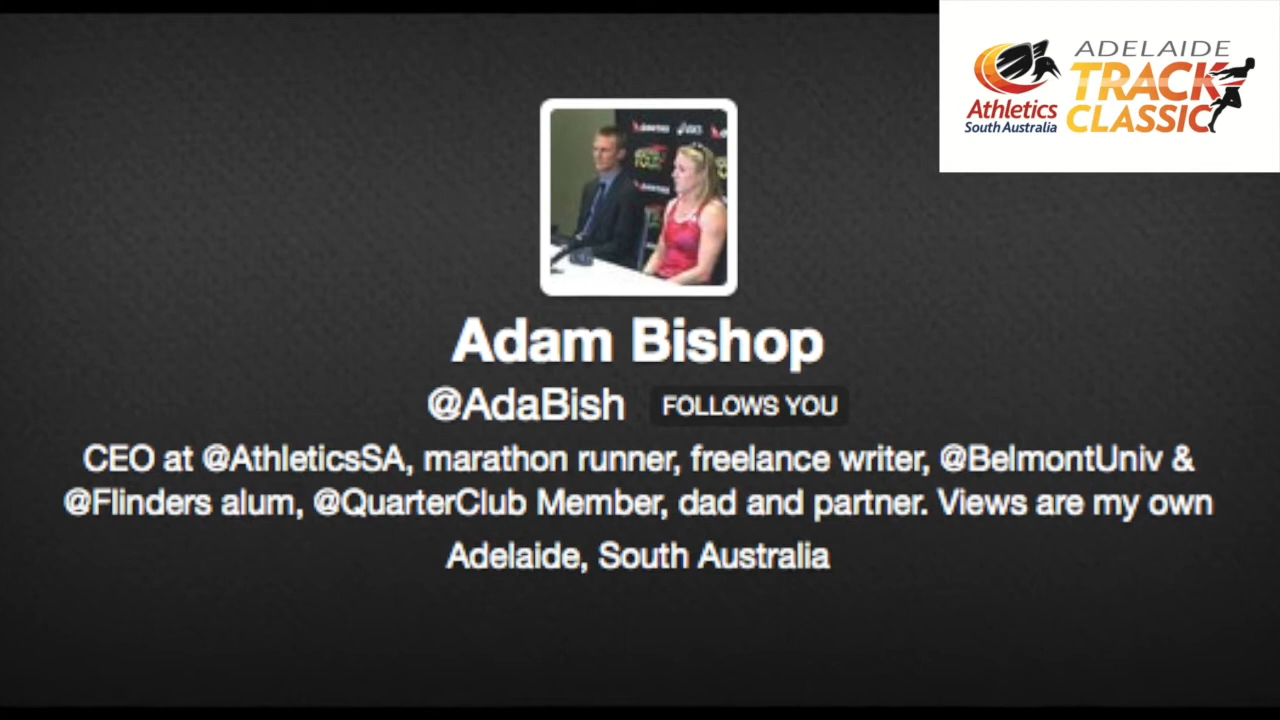 ADELAIDE
TRACK
CLASSIC
Athletics
South Australia
Adam Bishop
@AdaBish FOLLOWS YOU
CEO at @AthleticsSA, marathon runner, freelance writer, @BelmontUniv &
@Flinders alum, @QuarterClub Member, dad and partner. Views are my own
Adelaide, South Australia